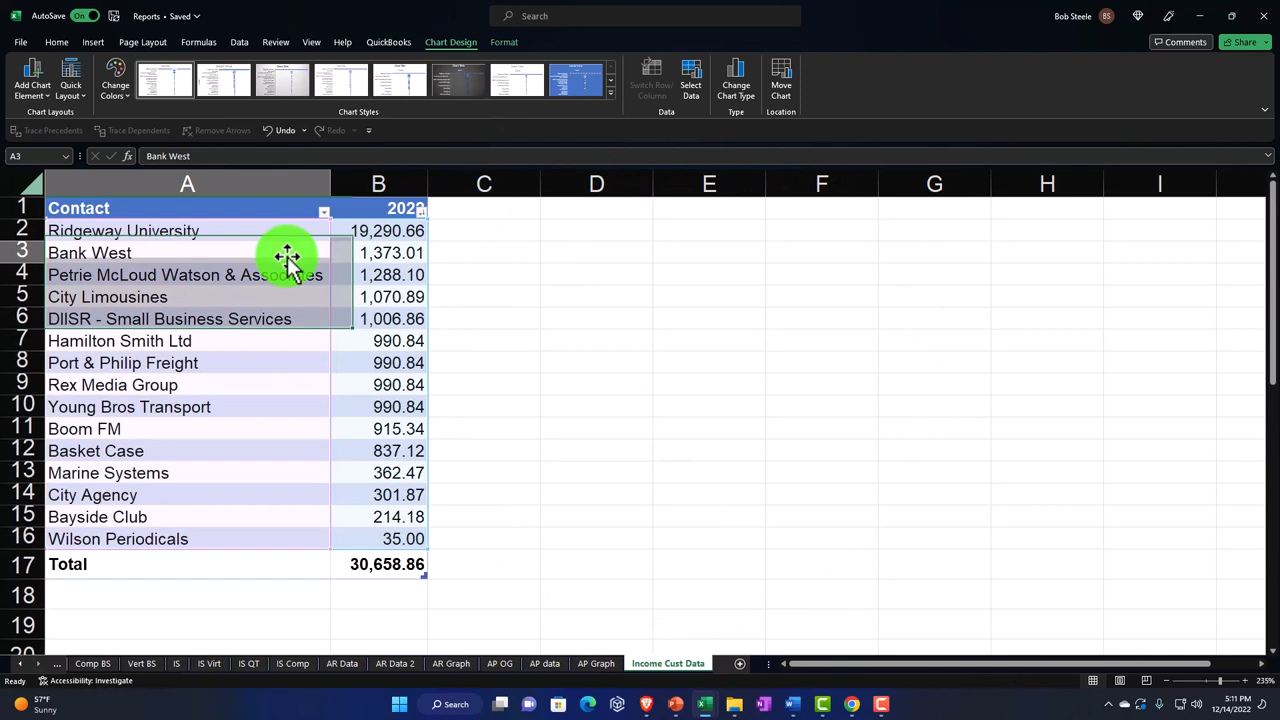 AutoSave On Reports • Saved Search Bob Steele BS
File Home Insert Page Layout Formulas Data Review View Help QuickBooks Chart Design Format Comments Share
Add Chart Element Quick Layout Change Colors Switch Row/Column Select Data Change Chart Type Move Chart
Chart Layouts Chart Styles Data Type Location
Trace Precedents Trace Dependents Remove Arrows Undo Redo
A3 fx Bank West
A B C D E F G H I
1 Contact
2 Ridgeway University 19,290.66
3 Bank West 1,373.01
4 Petrie McLoud Watson & 1,288.10
5 City Limousines 1,070.89
6 DIISR - Small Business Services 1,006.86
7 Hamilton Smith Ltd 990.84
8 Port & Philip Freight 990.84
9 Rex Media Group 990.84
10 Young Bros Transport 990.84
11 Boom FM 915.34
12 Basket Case 837.12
13 Marine Systems 362.47
14 City Agency 301.87
15 Bayside Club 214.18
16 Wilson Periodicals 35.00
17 Total 30,658.86
18
19
... Comp BS Vert BS IS IS Virt IS QT IS Comp AR Data AR Data 2 AR Graph AP OG AP data AP Graph Income Cust Data
Ready Accessibility: Investigate 235%
57°F
Sunny
Search
5:11 PM
12/14/2022